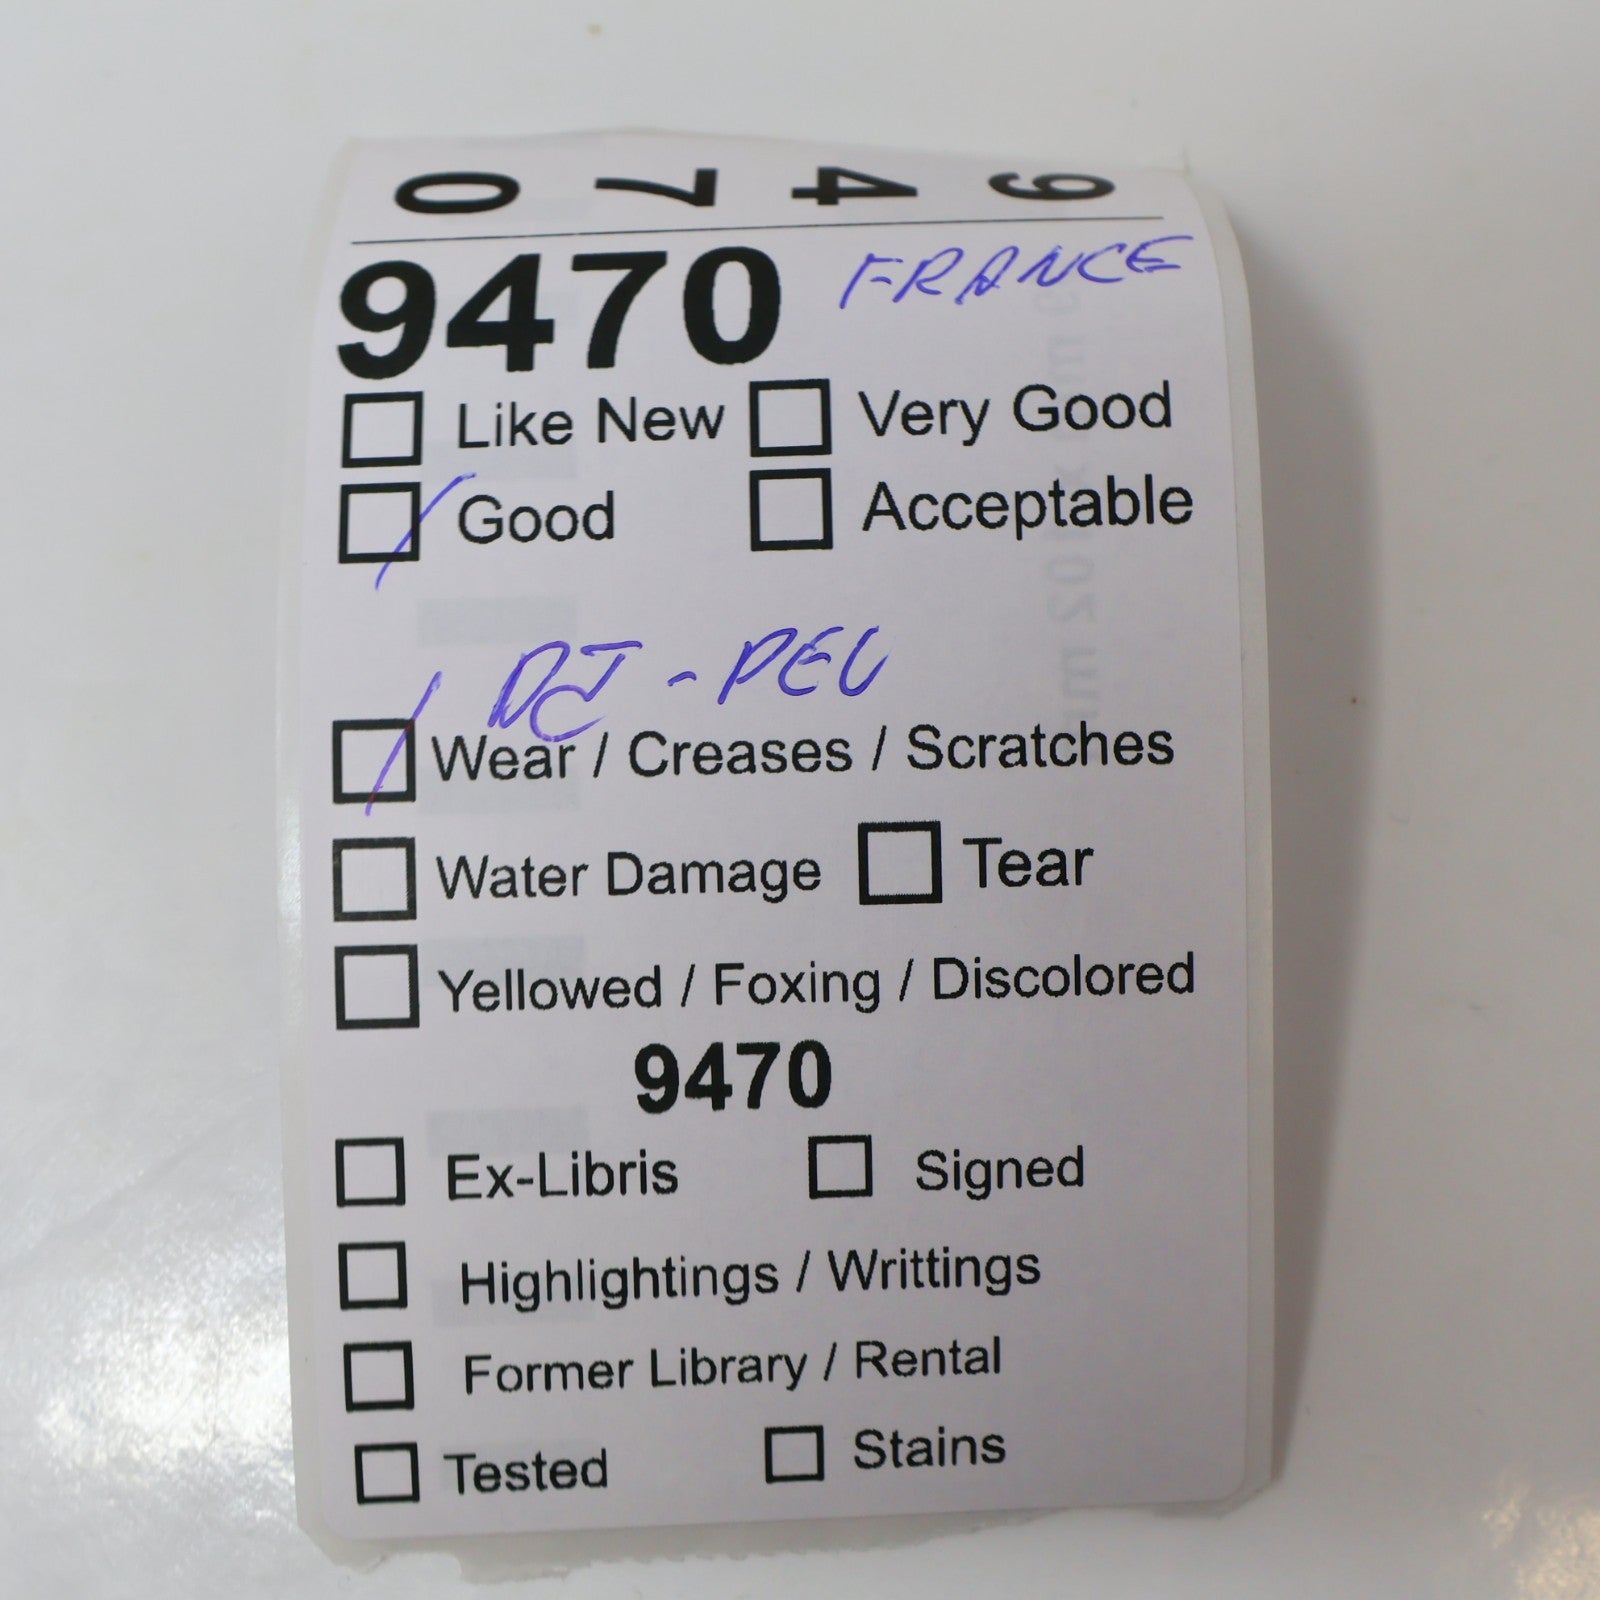 9470
9470 FRANCE
Like New Very Good
Good Acceptable
DJ - PEU
Wear / Creases / Scratches
Water Damage Tear
Yellowed / Foxing / Discolored
9470
Ex-Libris Signed
Highlightings / Writtings
Former Library / Rental
Tested Stains